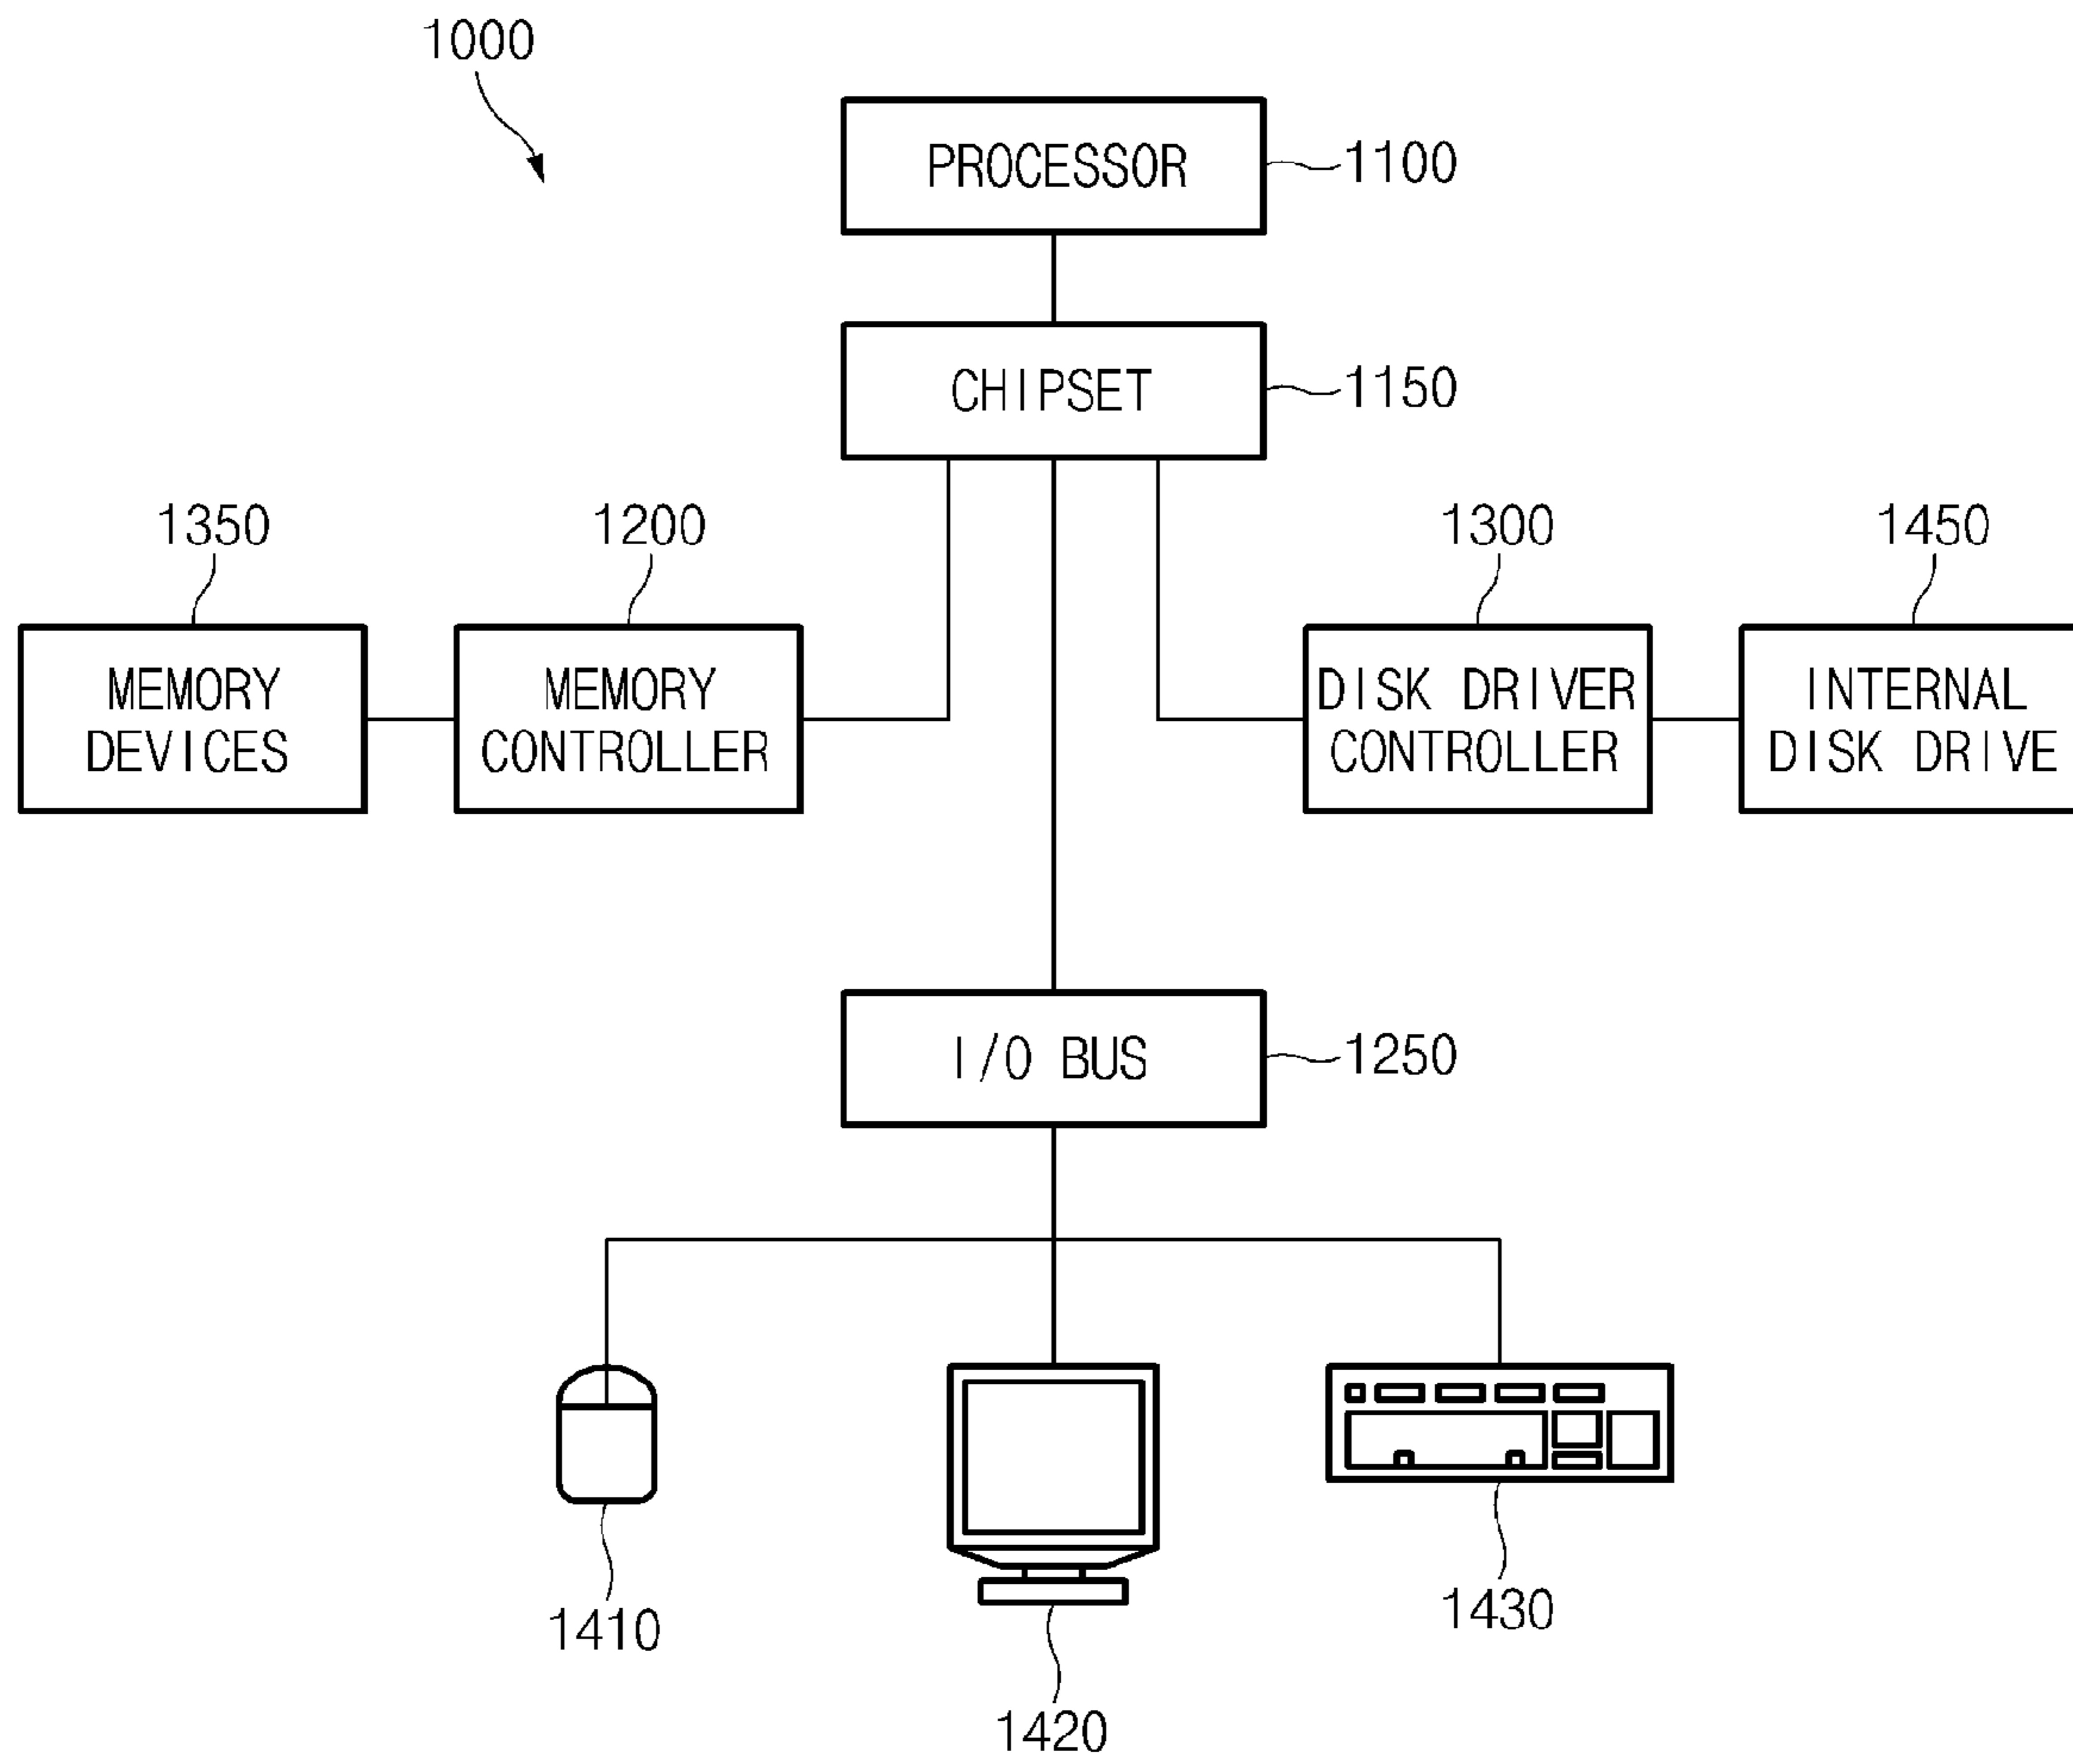 1000
PROCESSOR
1100
CHIPSET
1150
1350
1200
1300
1450
MEMORY
DEVICES
MEMORY
CONTROLLER
DISK DRIVER
CONTROLLER
INTERNAL
DISK DRIVE
I/O BUS
1250
1410
1420
1430